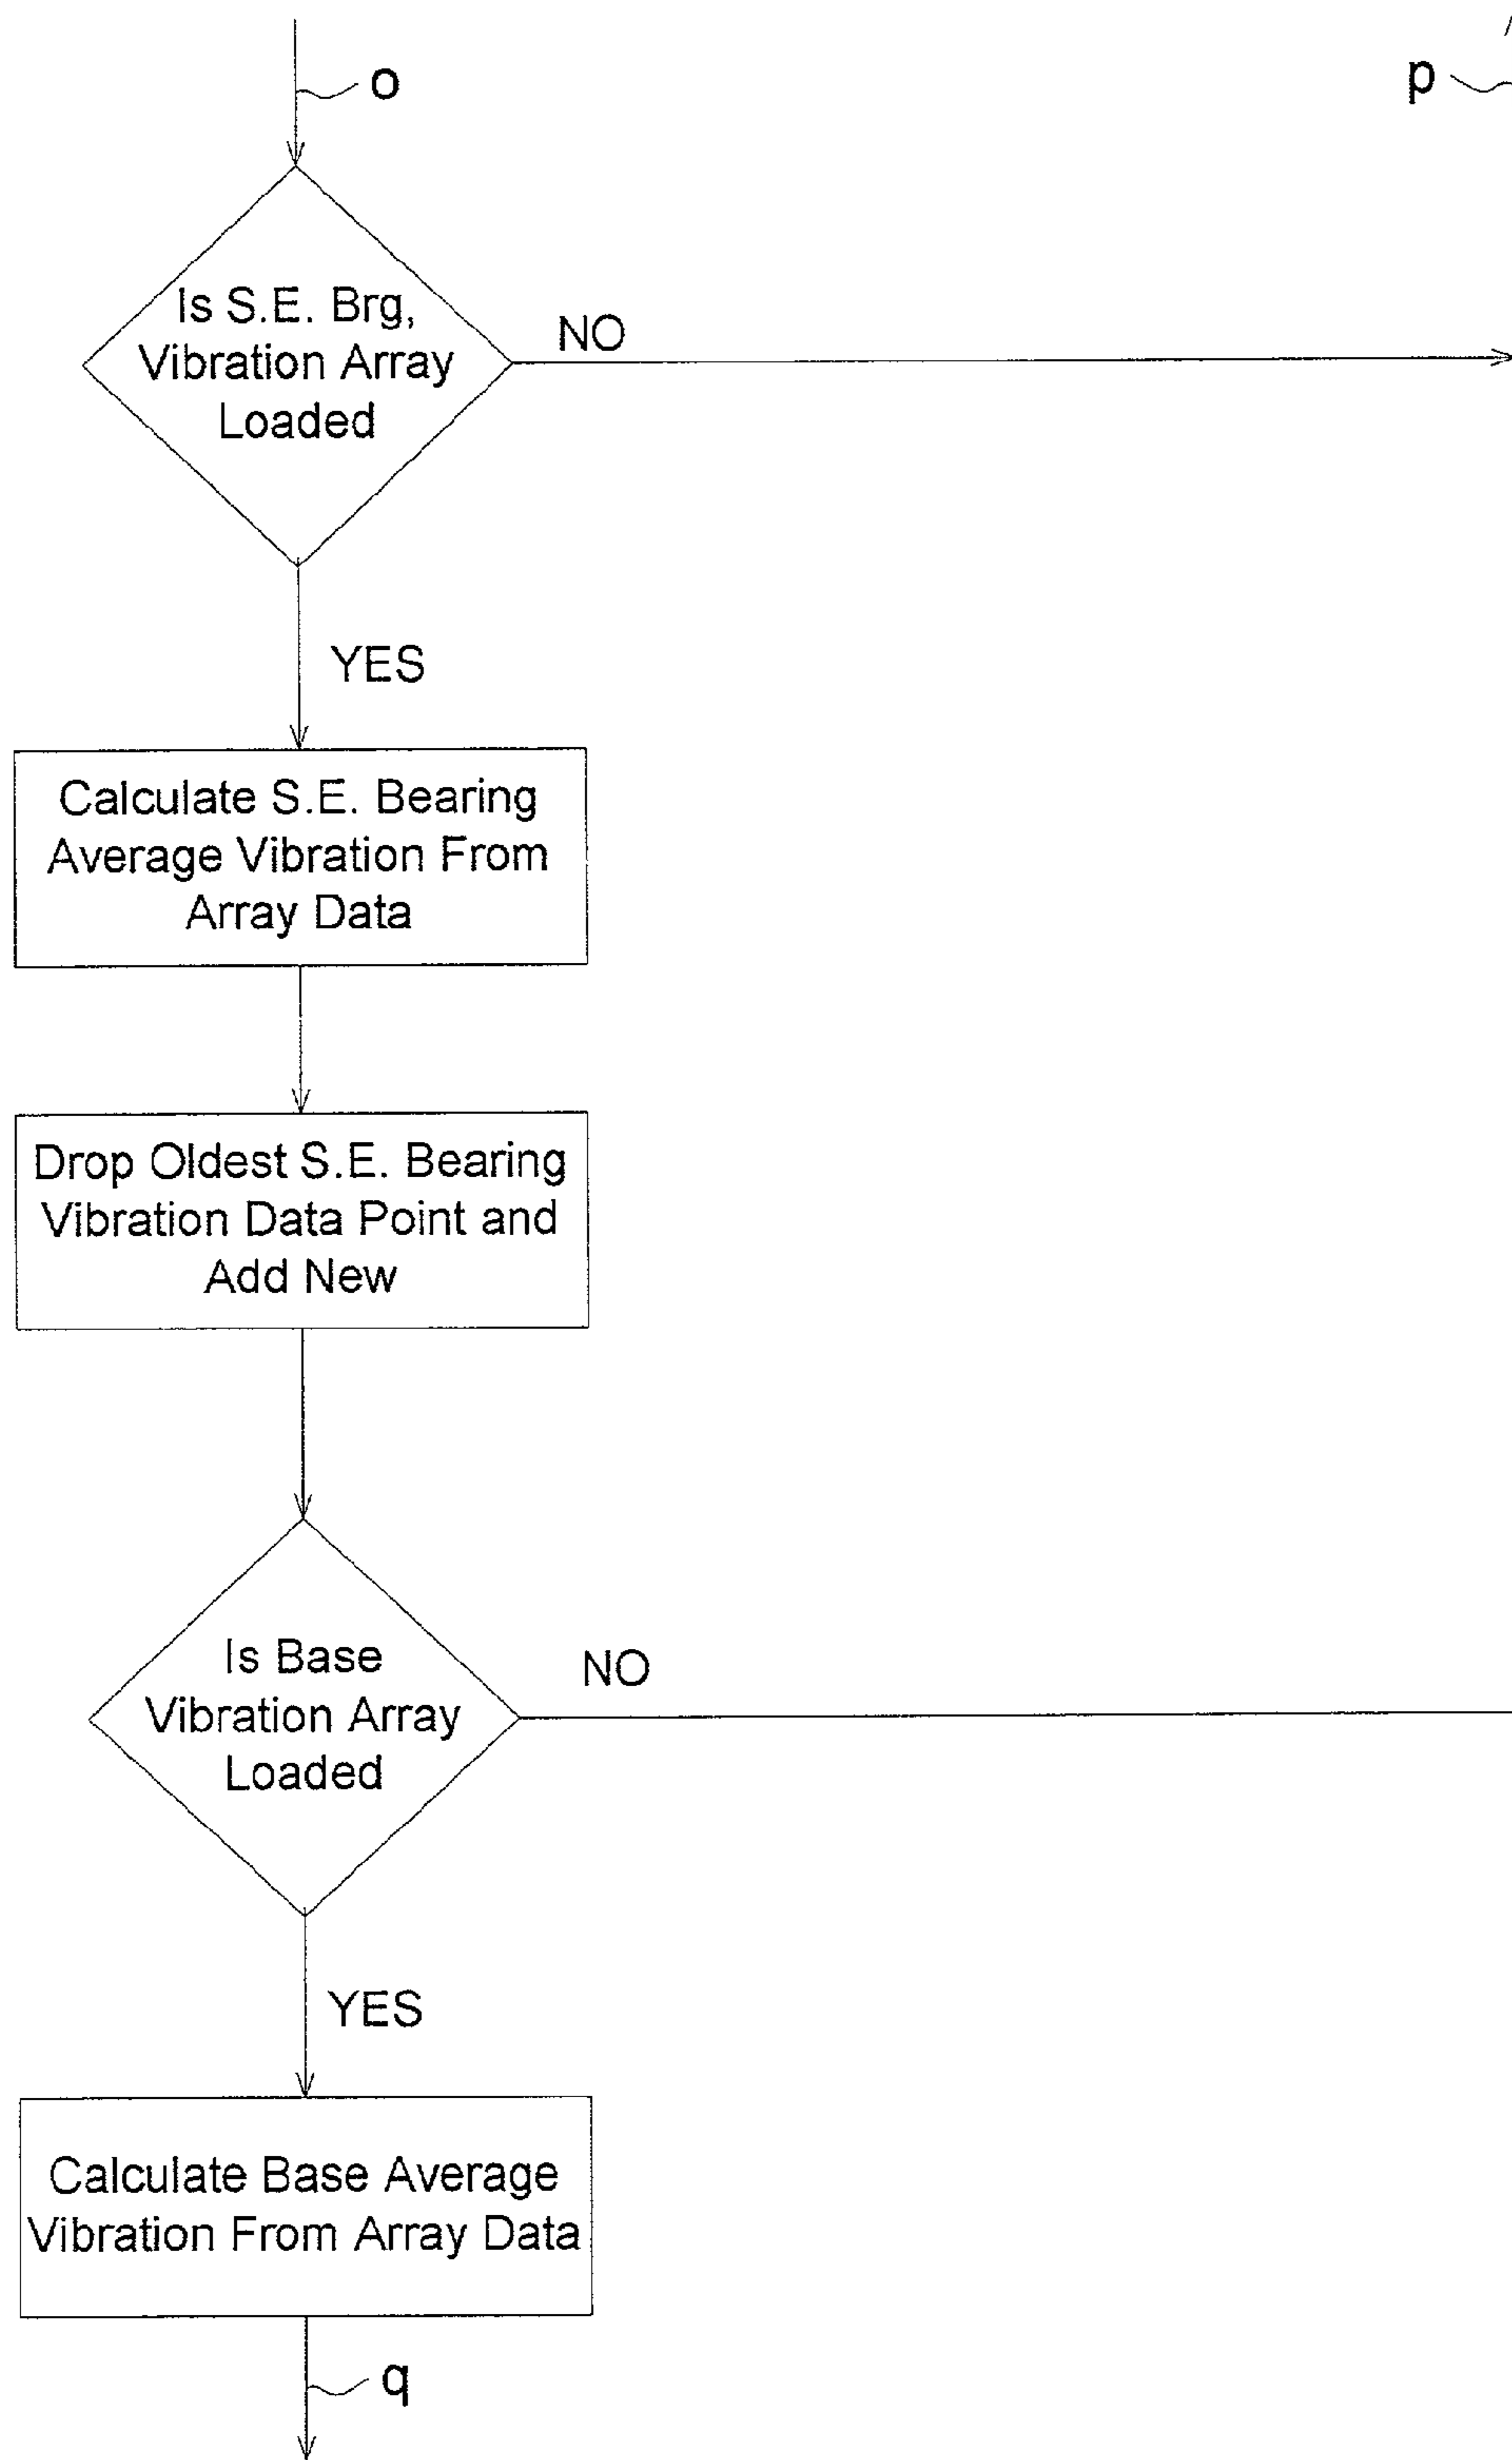 o
p
Is S.E. Brg,
Vibration Array
Loaded
NO
YES
Calculate S.E. Bearing
Average Vibration From
Array Data
Drop Oldest S.E. Bearing
Vibration Data Point and
Add New
Is Base
Vibration Array
Loaded
NO
YES
Calculate Base Average
Vibration From Array Data
q